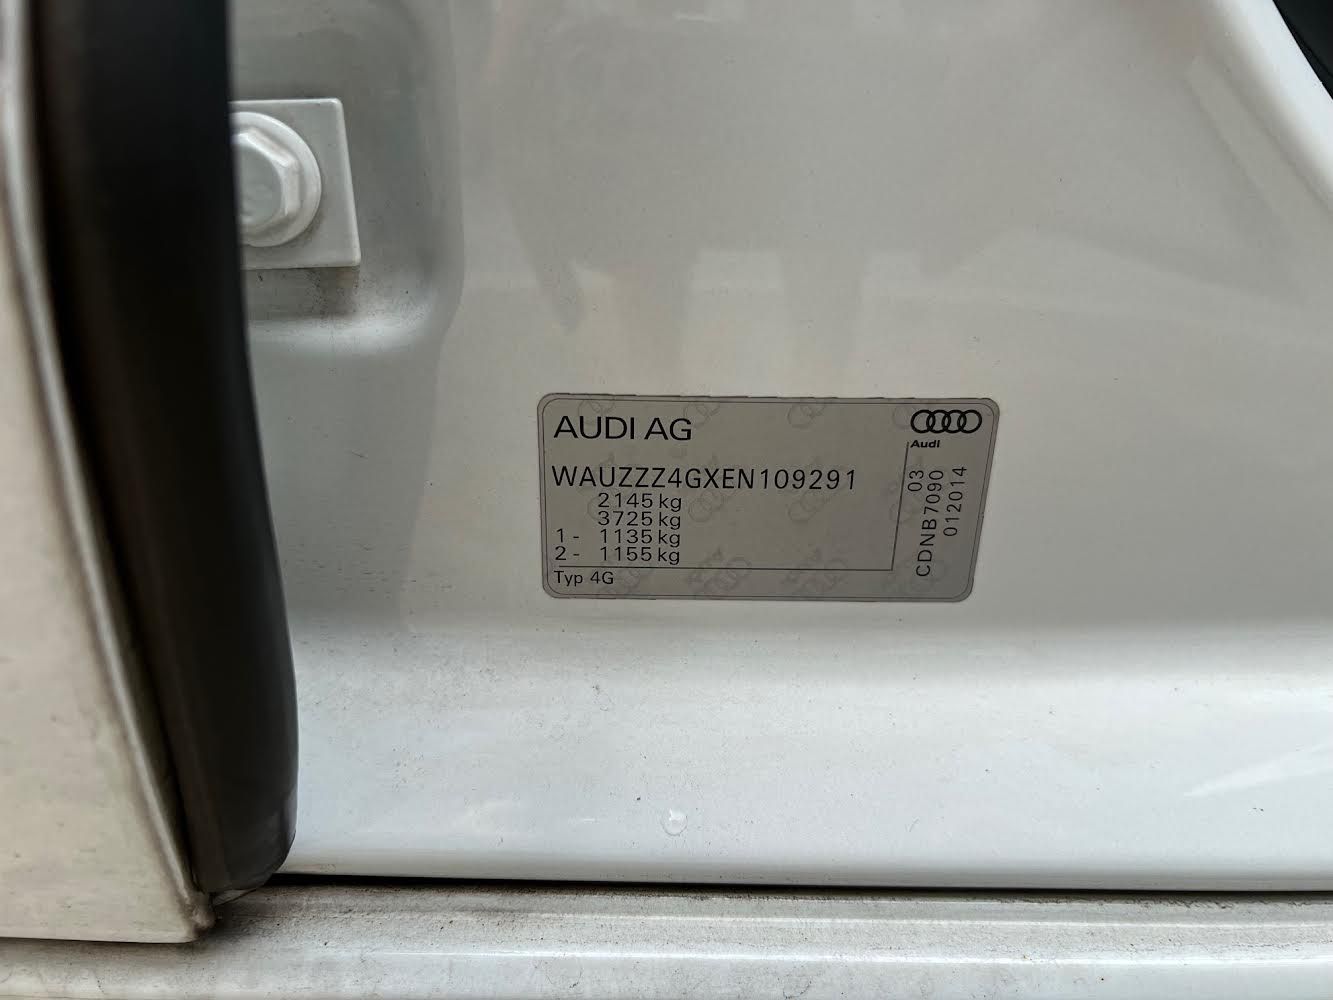 AUDI AG
Audi
WAUZZZ4GXEN109291
2145 kg
3725 kg
1 - 1135 kg
2 - 1155 kg
Typ 4G
03
CDNB7090
012014